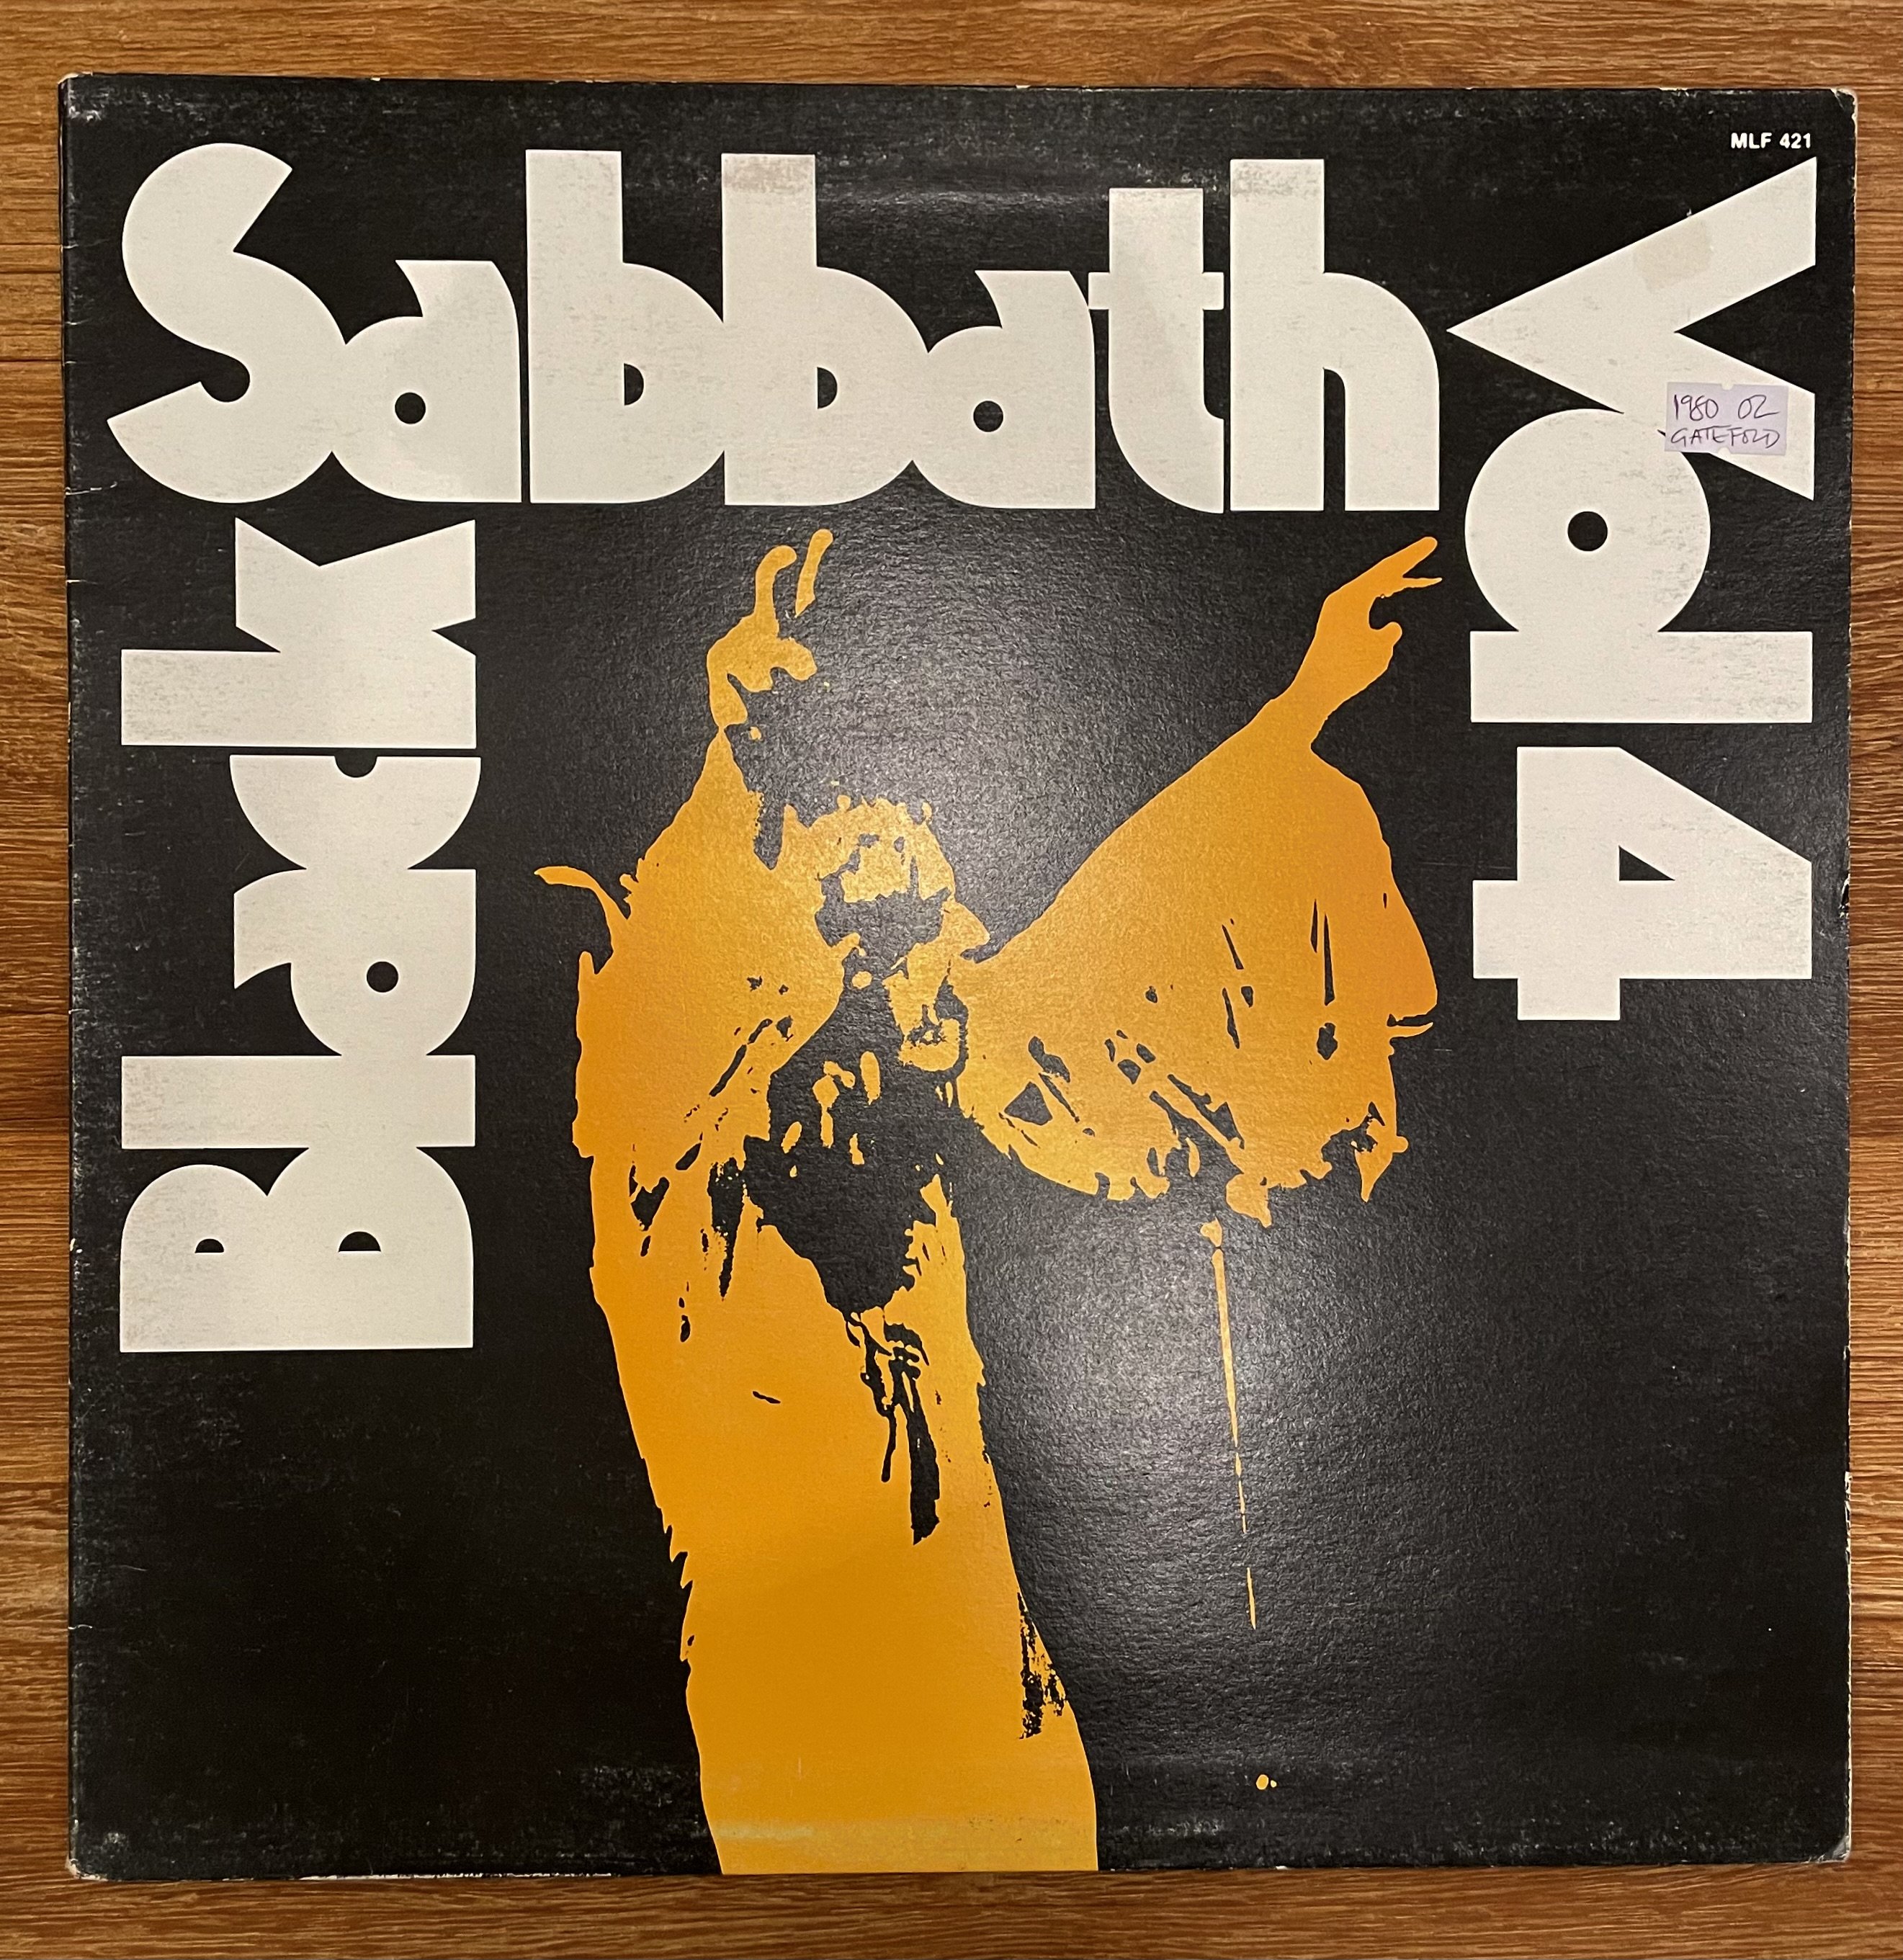 Black
Sabbath
Vol 4
MLF 421
1980 OZ
GATEFOLD